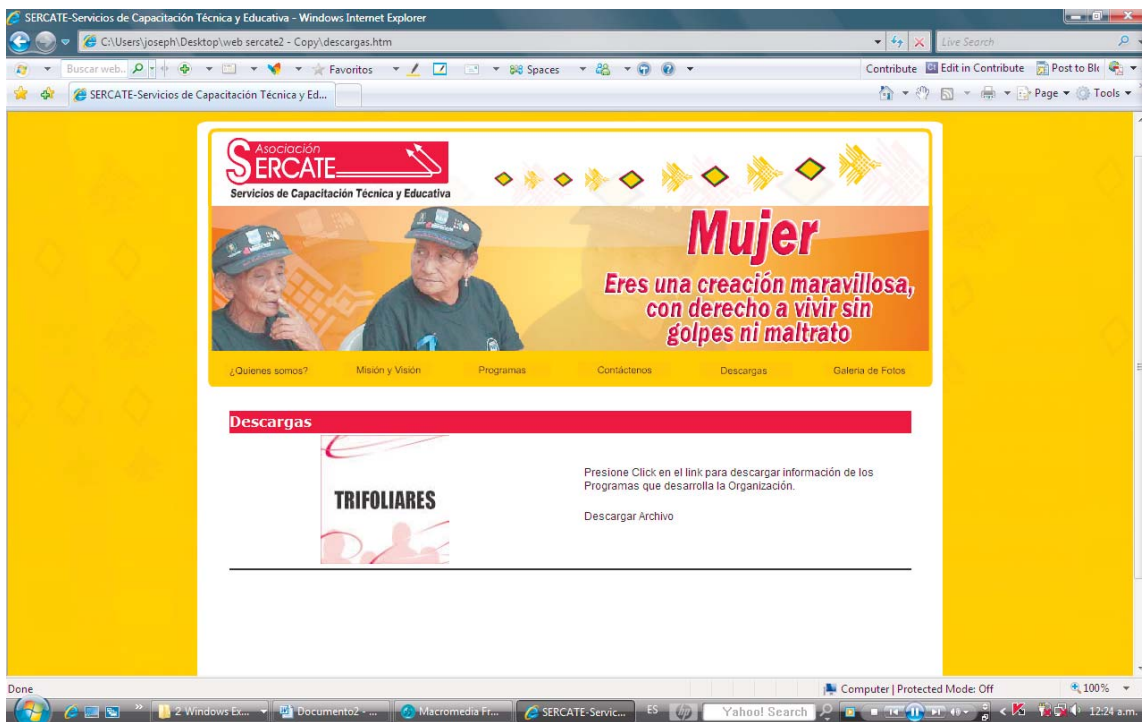 SERCATE-Servicios de Capacitación Técnica y Educativa - Windows Internet Explorer
C:\Users\joseph\Desktop\web sercate2 - Copy\descargas.htm
Live Search
Buscar web..
Favoritos
Spaces
Contribute
Edit in Contribute
Post to Bl
SERCATE-Servicios de Capacitación Técnica y Ed...
Page
Tools
Asociación
SERCATE
Servicios de Capacitación Técnica y Educativa
Mujer
Eres una creación maravillosa,
con derecho a vivir sin
golpes ni maltrato
¿Quienes somos?
Misión y Visión
Programas
Contáctenos
Descargas
Galeria de Fotos
Descargas
TRIFOLIARES
Presione Click en el link para descargar información de los
Programas que desarrolla la Organización.
Descargar Archivo
Done
Computer | Protected Mode: Off
100%
2 Windows Ex...
Documento2 - ...
Macromedia Fr...
SERCATE-Servic...
ES
hp
Yahoo! Search
12:24 a.m.